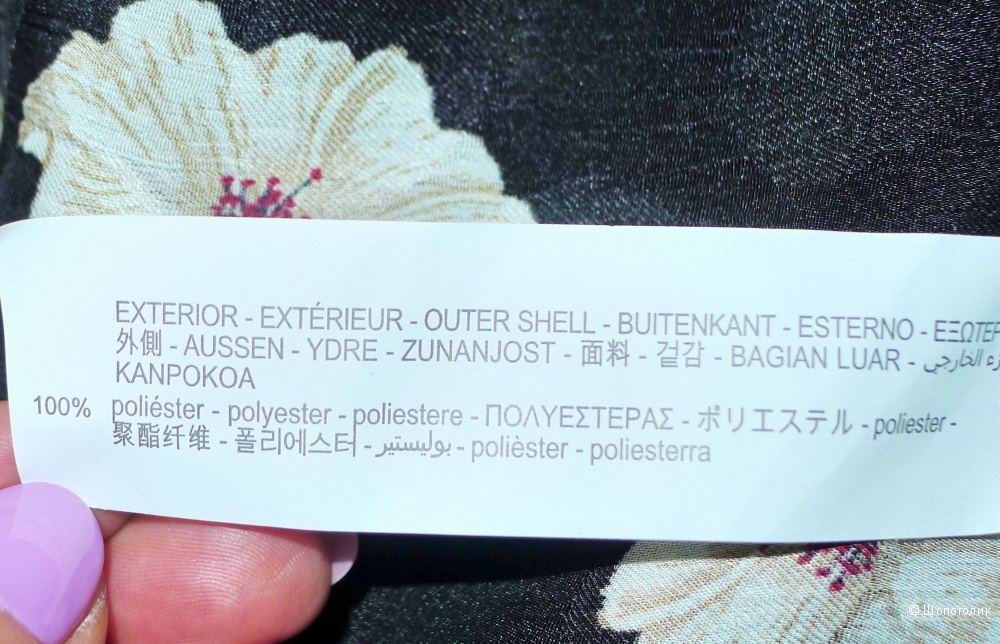 EXTERIOR - EXTÉRIEUR - OUTER SHELL - BUITENKANT - ESTERNO -
外側 - AUSSEN - YDRE - ZUNANJOST - 面料 - 겉감 - BAGIAN LUAR - الخارجي
KANPOKOA
100% poliéster - polyester - poliestere - ΠΟΛΥΕΣΤΕΡΑΣ - ポリエステル - poliester -
聚酯纤维 - 폴리에스터 - بوليستير - polièster - poliesterra
© Шопоголик